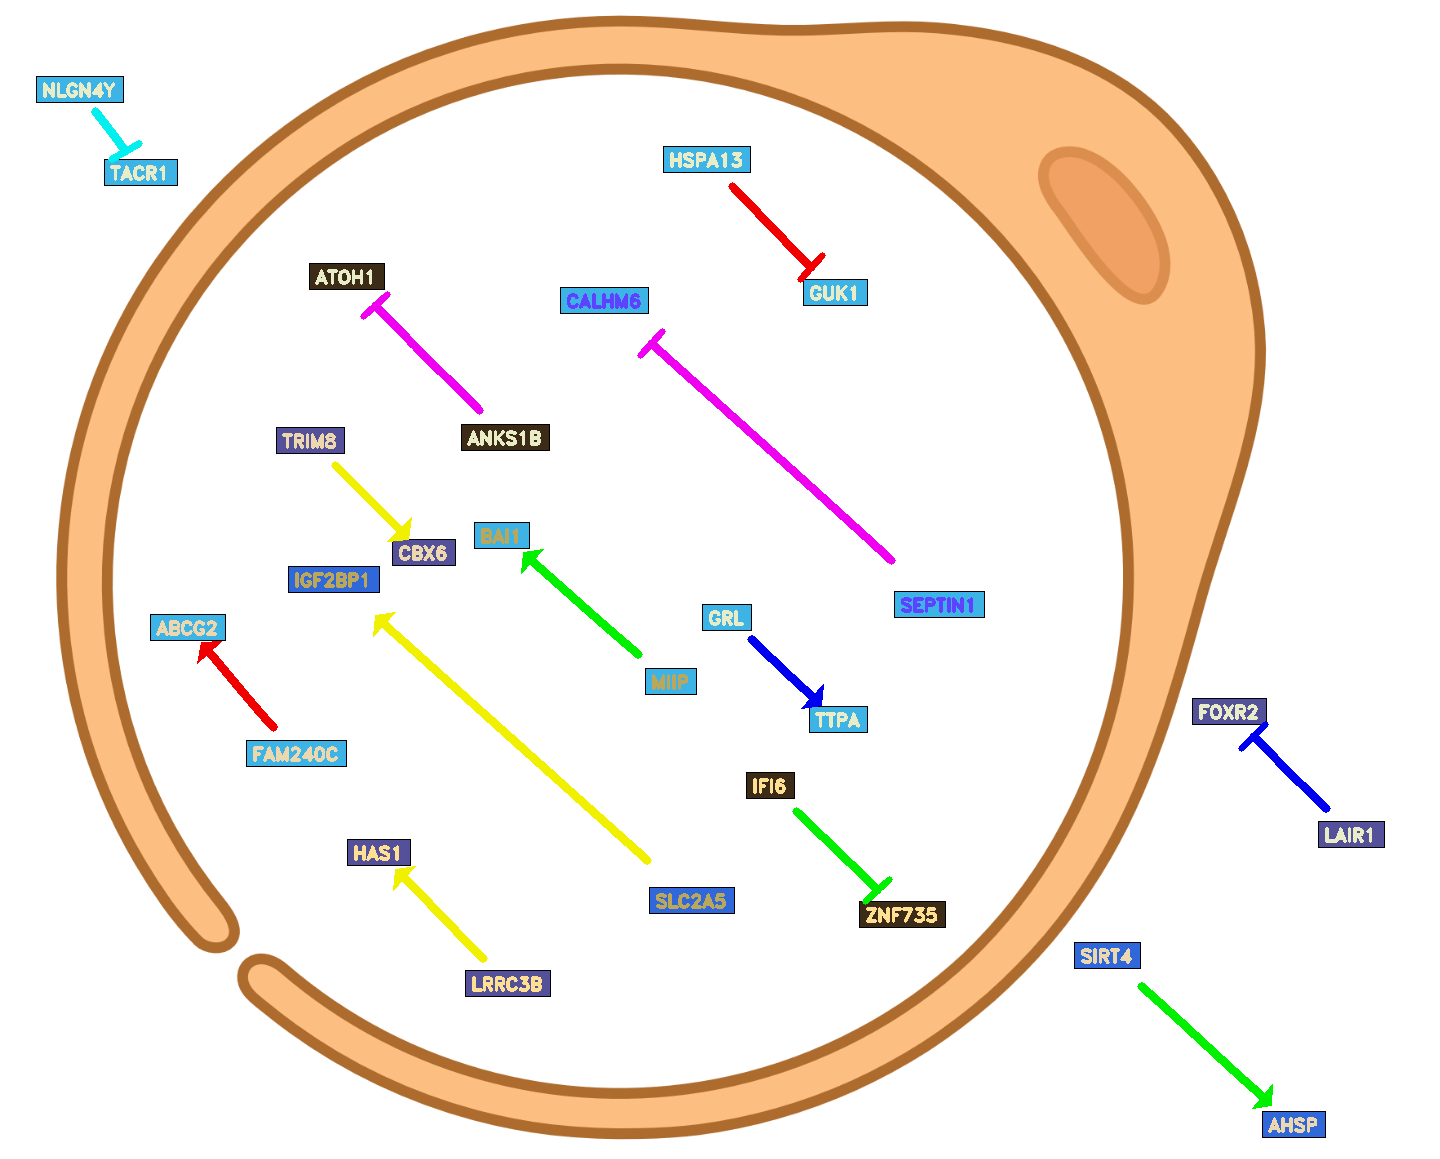 NLGN4Y
TACR1
HSPA13
GUK1
ATOH1
CALHM6
ANKS1B
TRIM8
CBX6
BAI1
IGF2BP1
SEPTIN1
GRL
ABCG2
MIIP
TTPA
FAM240C
FOXR2
IFI6
LAIR1
HAS1
SLC2A5
ZNF735
SIRT4
LRRC3B
AHSP